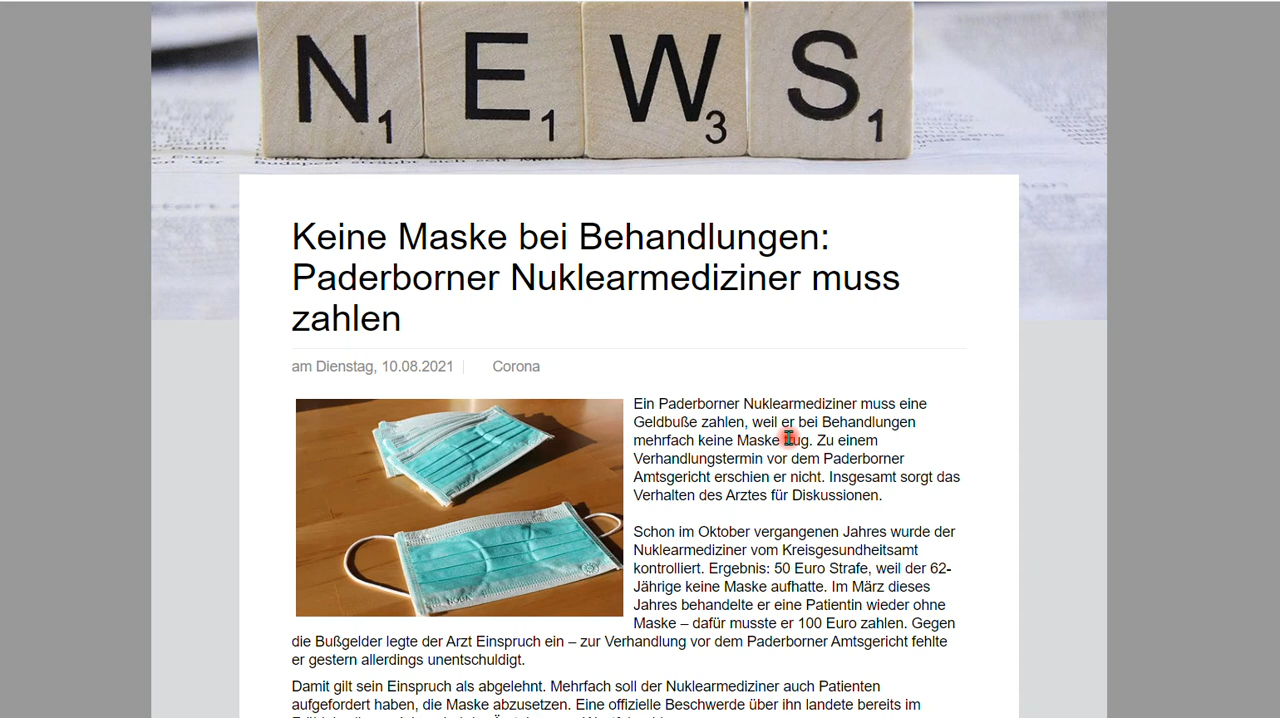 N1 E1 W3 S1
Keine Maske bei Behandlungen:
Paderborner Nuklearmediziner muss
zahlen
am Dienstag, 10.08.2021
Corona
Ein Paderborner Nuklearmediziner muss eine
Geldbuße zahlen, weil er bei Behandlungen
mehrfach keine Maske trug. Zu einem
Verhandlungstermin vor dem Paderborner
Amtsgericht erschien er nicht. Insgesamt sorgt das
Verhalten des Arztes für Diskussionen.
Schon im Oktober vergangenen Jahres wurde der
Nuklearmediziner vom Kreisgesundheitsamt
kontrolliert. Ergebnis: 50 Euro Strafe, weil der 62-
Jährige keine Maske aufhatte. Im März dieses
Jahres behandelte er eine Patientin wieder ohne
Maske – dafür musste er 100 Euro zahlen. Gegen
die Bußgelder legte der Arzt Einspruch ein – zur Verhandlung vor dem Paderborner Amtsgericht fehlte
er gestern allerdings unentschuldigt.
Damit gilt sein Einspruch als abgelehnt. Mehrfach soll der Nuklearmediziner auch Patienten
aufgefordert haben, die Maske abzusetzen. Eine offizielle Beschwerde über ihn landete bereits im